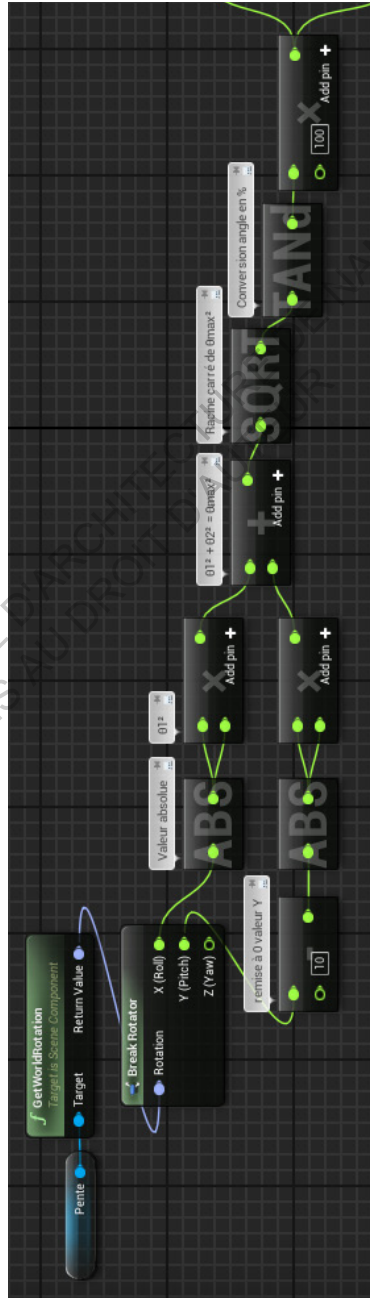 Pente
GetWorldRotation
Target is Scene Component
Target
Return Value
Break Rotator
Rotation
X (Roll)
Y (Pitch)
Z (Yaw)
remise à 0 valeur Y
10
Valeur absolue
ABS
ABS
θ1²
×
Add pin +
×
Add pin +
θ1² + θ2² = θmax²
+
Add pin +
Racine carré de θmax²
SQRT
Conversion angle en %
TANd
×
100
Add pin +